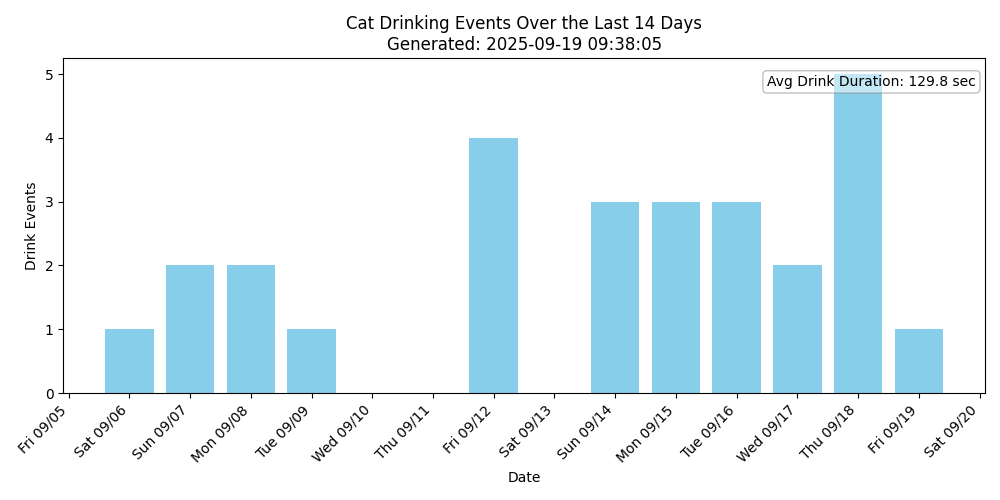 Cat Drinking Events Over the Last 14 Days
Generated: 2025-09-19 09:38:05
Avg Drink Duration: 129.8 sec
Drink Events
5
4
3
2
1
0
Fri 09/05
Sat 09/06
Sun 09/07
Mon 09/08
Tue 09/09
Wed 09/10
Thu 09/11
Fri 09/12
Sat 09/13
Sun 09/14
Mon 09/15
Tue 09/16
Wed 09/17
Thu 09/18
Fri 09/19
Sat 09/20
Date